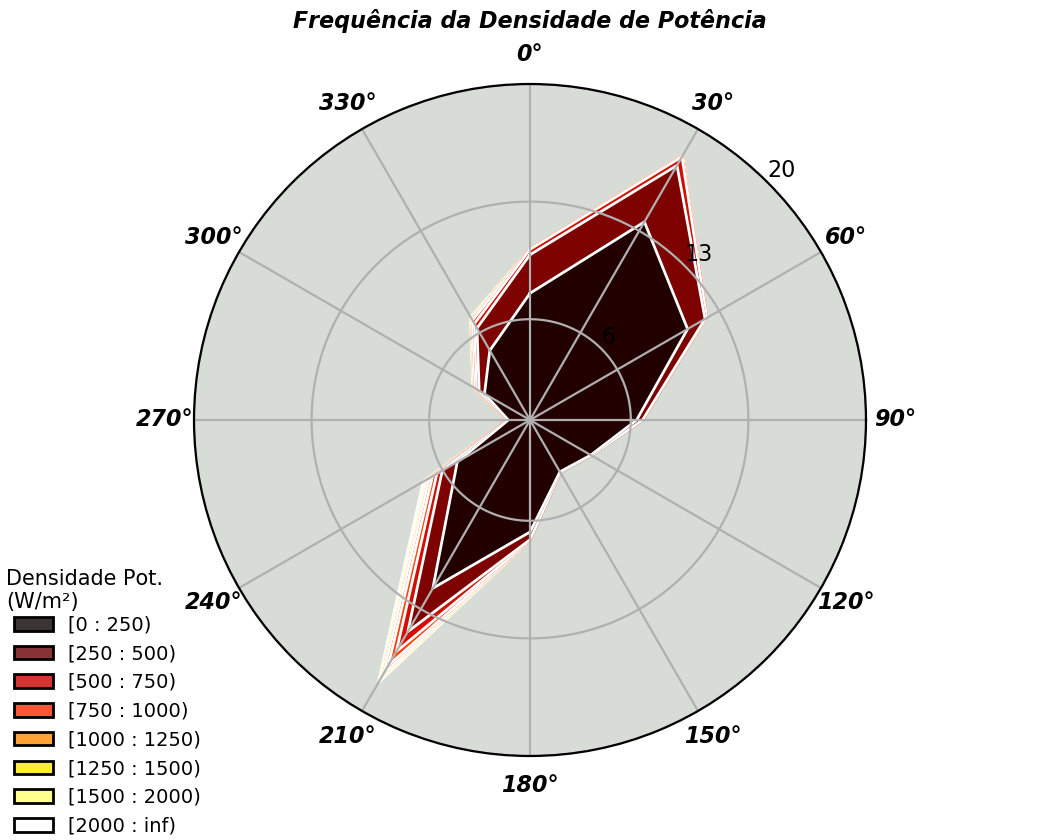 Frequência da Densidade de Potência
0°
330°
30°
20
300°
60°
13
6
270°
90°
240°
120°
210°
150°
180°
Densidade Pot.
(W/m²)
[0 : 250)
[250 : 500)
[500 : 750)
[750 : 1000)
[1000 : 1250)
[1250 : 1500)
[1500 : 2000)
[2000 : inf)